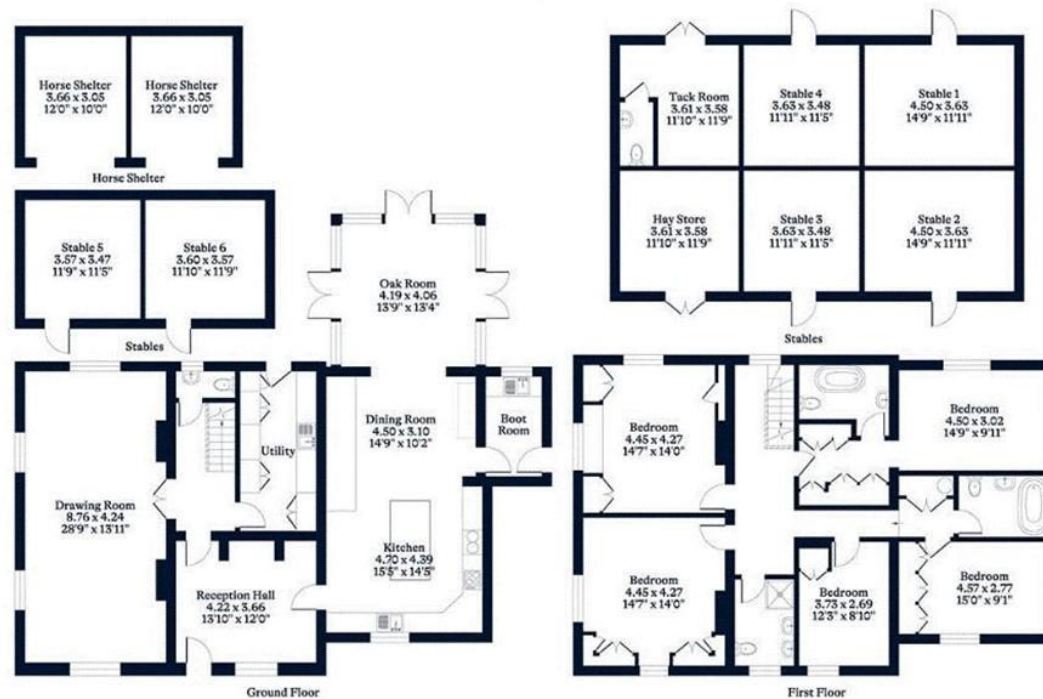 Horse Shelter
3.66 x 3.05
12'0" x 10'0"
Horse Shelter
3.66 x 3.05
12'0" x 10'0"
Horse Shelter
Stable 5
3.57 x 3.47
11'9" x 11'5"
Stable 6
3.60 x 3.57
11'10" x 11'9"
Stables
Tack Room
3.61 x 3.58
11'10" x 11'9"
Stable 4
3.63 x 3.48
11'11" x 11'5"
Stable 1
4.50 x 3.63
14'9" x 11'11"
Hay Store
3.61 x 3.58
11'10" x 11'9"
Stable 3
3.63 x 3.48
11'11" x 11'5"
Stable 2
4.50 x 3.63
14'9" x 11'11"
Stables
Oak Room
4.19 x 4.06
13'9" x 13'4"
Dining Room
4.50 x 3.10
14'9" x 10'2"
Boot
Room
Utility
Drawing Room
8.76 x 4.24
28'9" x 13'11"
Kitchen
4.70 x 4.39
15'5" x 14'5"
Reception Hall
4.22 x 3.66
13'10" x 12'0"
Ground Floor
Bedroom
4.45 x 4.27
14'7" x 14'0"
Bedroom
4.50 x 3.02
14'9" x 9'11"
Bedroom
4.45 x 4.27
14'7" x 14'0"
Bedroom
3.73 x 2.69
12'3" x 8'10"
Bedroom
4.57 x 2.77
15'0" x 9'1"
First Floor